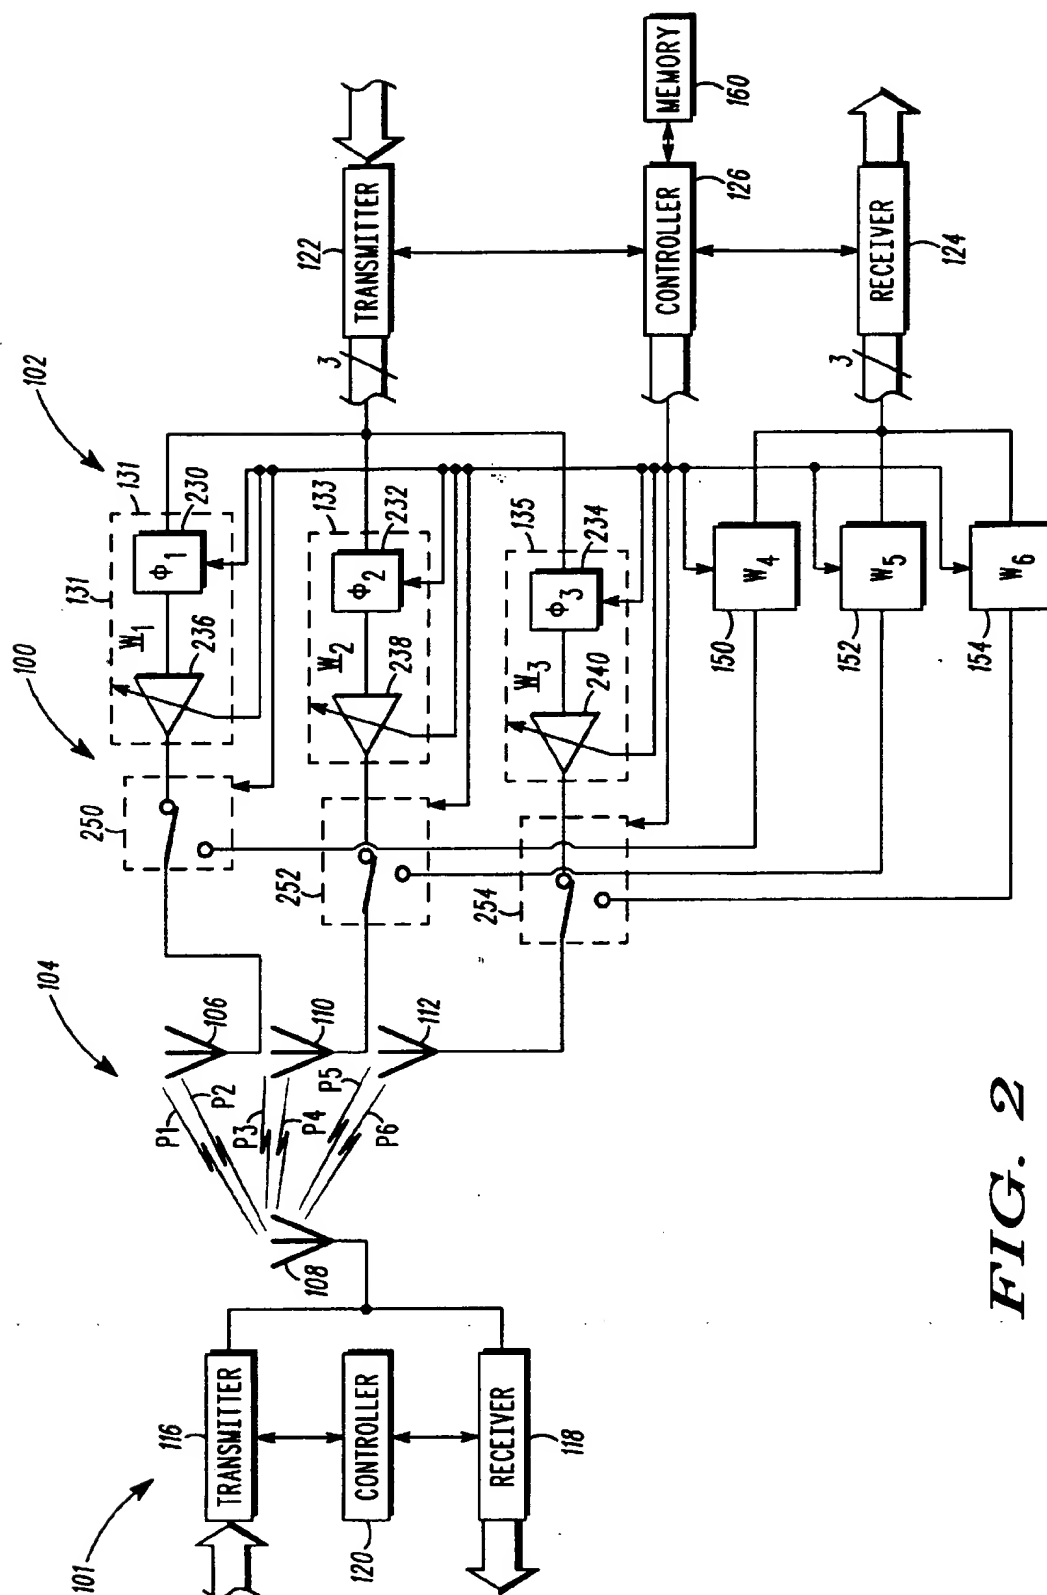 101
116
TRANSMITTER
CONTROLLER
120
RECEIVER
118
108
P1
P2
P3
P4
P5
P6
104
106
110
112
100
102
250
252
254
131
131
W1
236
Φ1
230
133
W2
238
Φ2
232
135
W3
240
Φ3
234
150
W4
152
W5
154
W6
3
122
TRANSMITTER
CONTROLLER
126
MEMORY
160
3
RECEIVER
124
FIG. 2